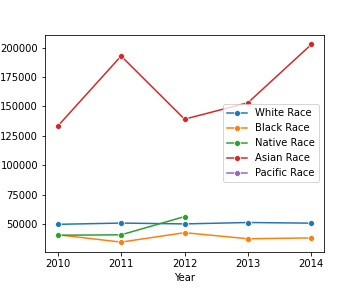 200000
175000
150000
125000
100000
75000
50000
White Race
Black Race
Native Race
Asian Race
Pacific Race
2010 2011 2012 2013 2014
Year